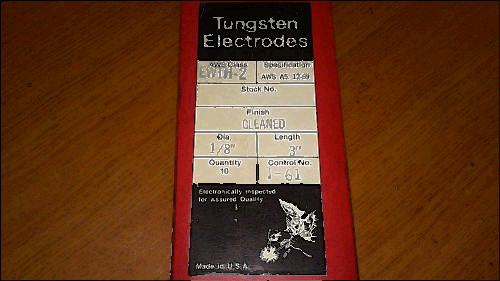 Tungsten
Electrodes
AWS Class
EWTH-2
Specification
AWS A5. 12-69
Stock No.
Finish
CLEANED
Dia.
1/8"
Length
3"
Quantity
10
Control No.
1-61
Electronically Inspected
for Assured Quality
Made in U.S.A.